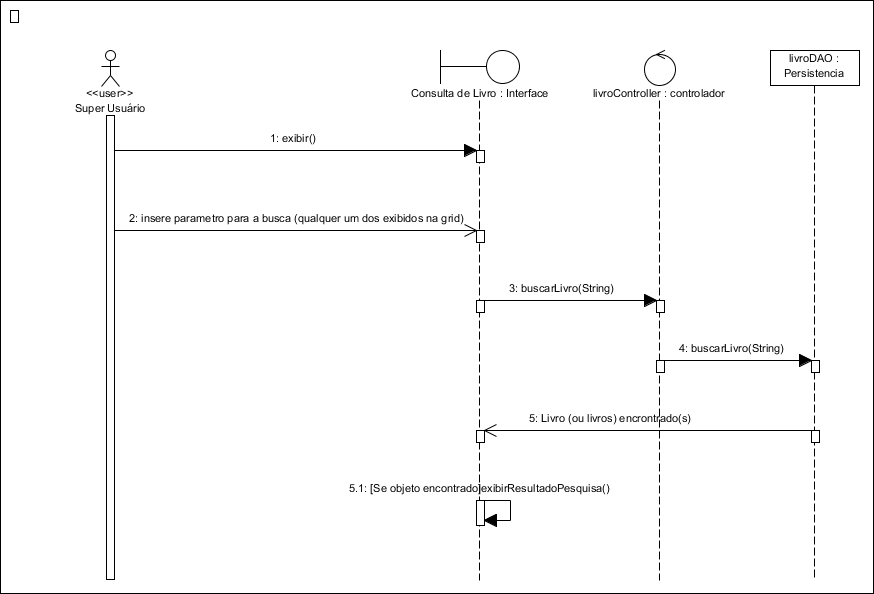 <<user>>
Super Usuário
Consulta de Livro : Interface
livroController : controlador
livroDAO :
Persistencia
1: exibir()
2: insere parametro para a busca (qualquer um dos exibidos na grid)
3: buscarLivro(String)
4: buscarLivro(String)
5: Livro (ou livros) encrontrado(s)
5.1: [Se objeto encontrado]exibirResultadoPesquisa()